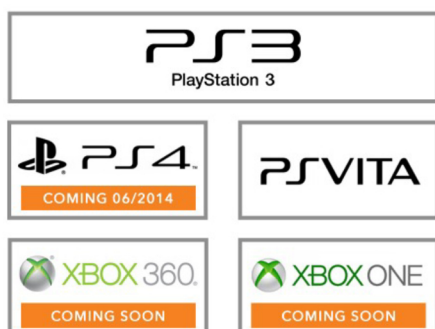 PS3
PlayStation 3
PS4
COMING 06/2014
PSVITA
XBOX 360
COMING SOON
XBOX ONE
COMING SOON